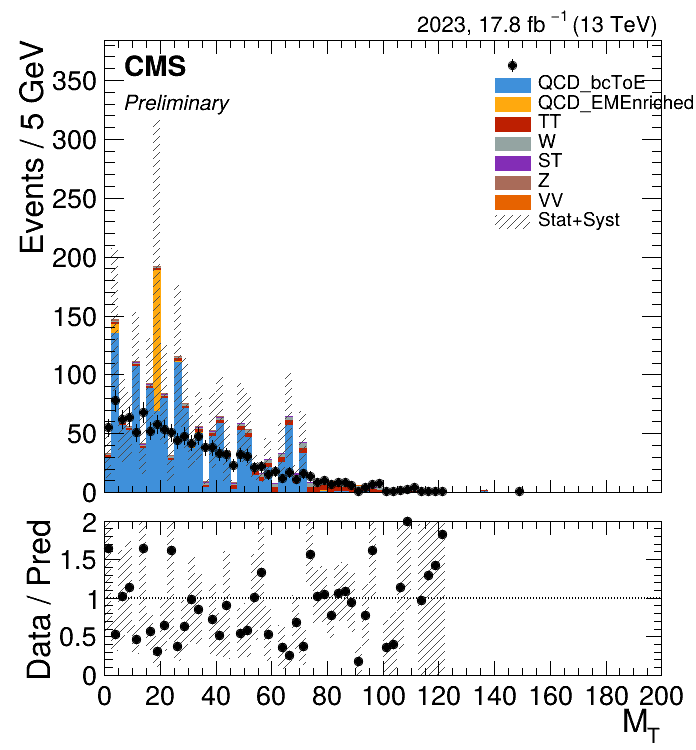 2023, 17.8 fb⁻¹ (13 TeV)
CMS
Preliminary
QCD_bcToE
QCD_EMEnriched
TT
W
ST
Z
VV
Stat+Syst
Events / 5 GeV
350
300
250
200
150
100
50
0
Data / Pred
2
1.5
1
0.5
0
0 20 40 60 80 100 120 140 160 180 200
M_T